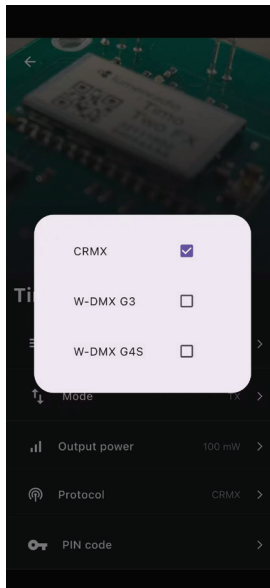 CRMX
W-DMX G3
Ti
W-DMX G4S
Mode
TX
Output power
100 mW
Protocol
CRMX
PIN code